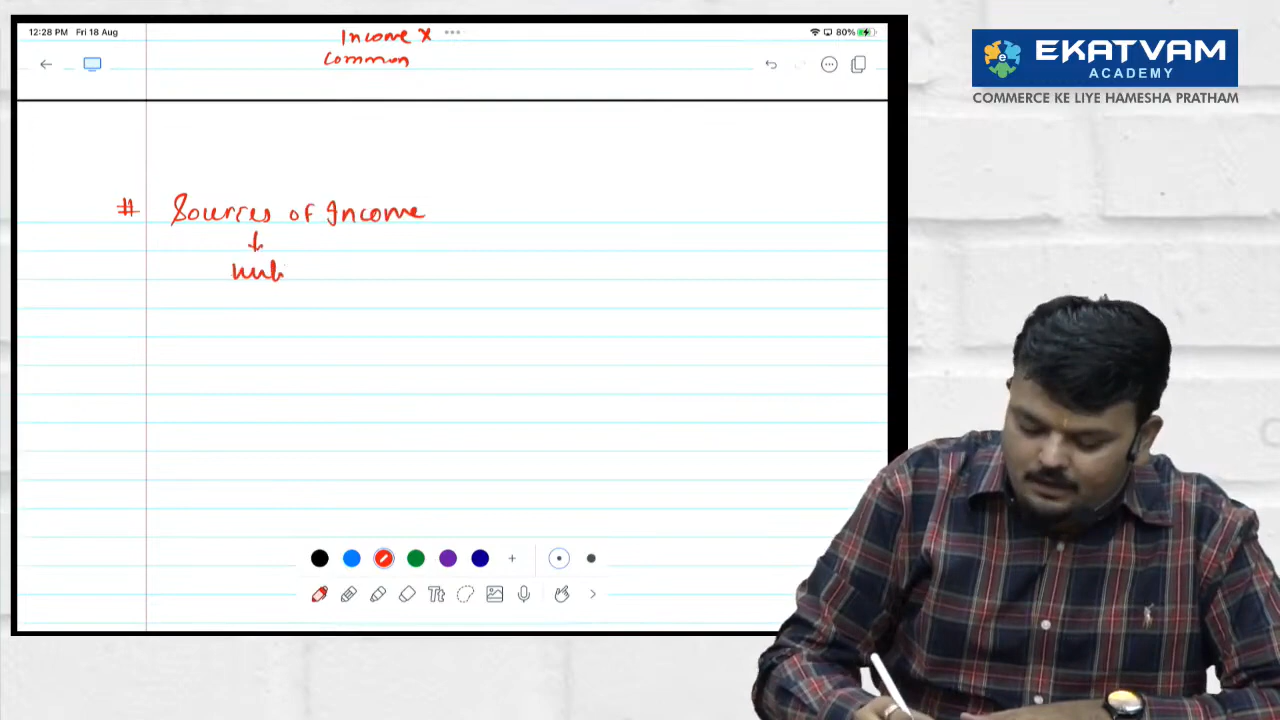 12:28 PM Fri 18 Aug
Income X
80%
Common
# Sources of Income
EKATVAM
ACADEMY
COMMERCE KE LIYE HAMESHA PRATHAM
e
Tt